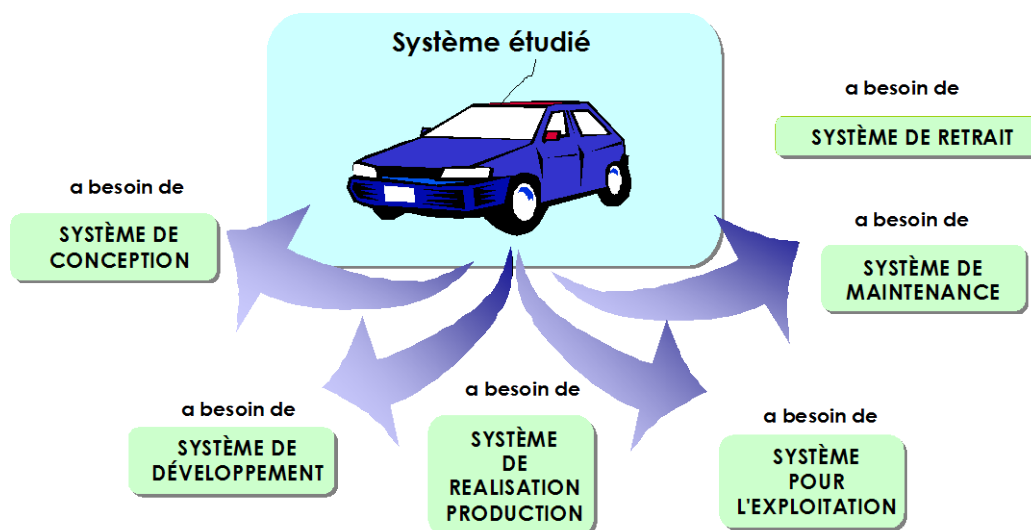 Système étudié
a besoin de
SYSTÈME DE RETRAIT
a besoin de
SYSTÈME DE
CONCEPTION
a besoin de
SYSTÈME DE
MAINTENANCE
a besoin de
SYSTÈME DE
DÉVELOPPEMENT
a besoin de
SYSTÈME
DE
REALISATION
PRODUCTION
a besoin de
SYSTÈME
POUR
L'EXPLOITATION